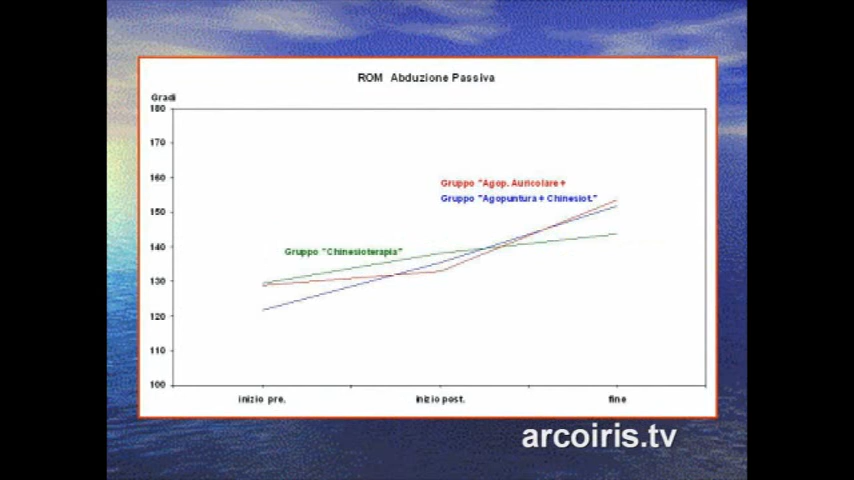 ROM Abduzione Passiva
Gradi
180
170
160
150
140
130
120
110
100
Gruppo "Agop. Auricolare +
Gruppo "Agopuntura + Chinesiot."
Gruppo "Chinesioterapia"
inizio pre.
inizio post.
fine
arcoiris.tv